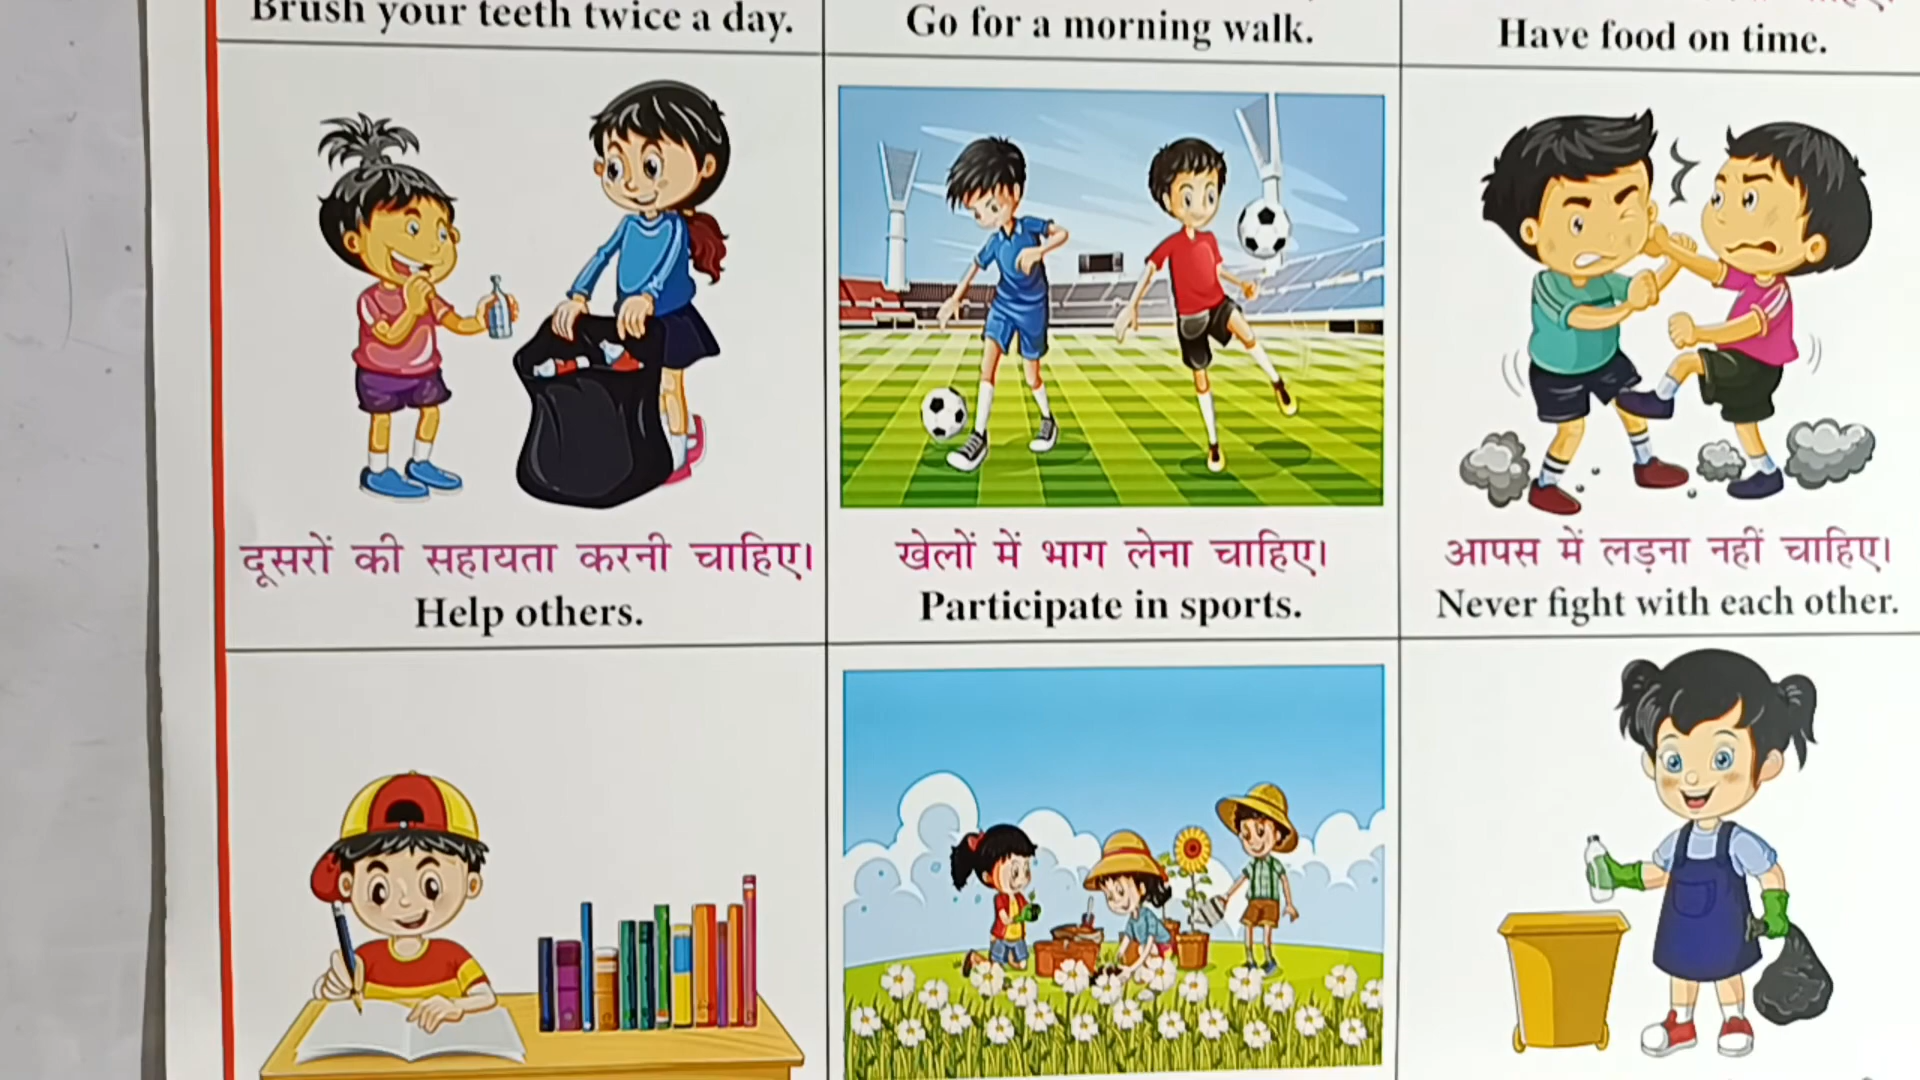 Brush your teeth twice a day.
Go for a morning walk.
Have food on time.
दूसरों की सहायता करनी चाहिए।
Help others.
खेलों में भाग लेना चाहिए।
Participate in sports.
आपस में लड़ना नहीं चाहिए।
Never fight with each other.